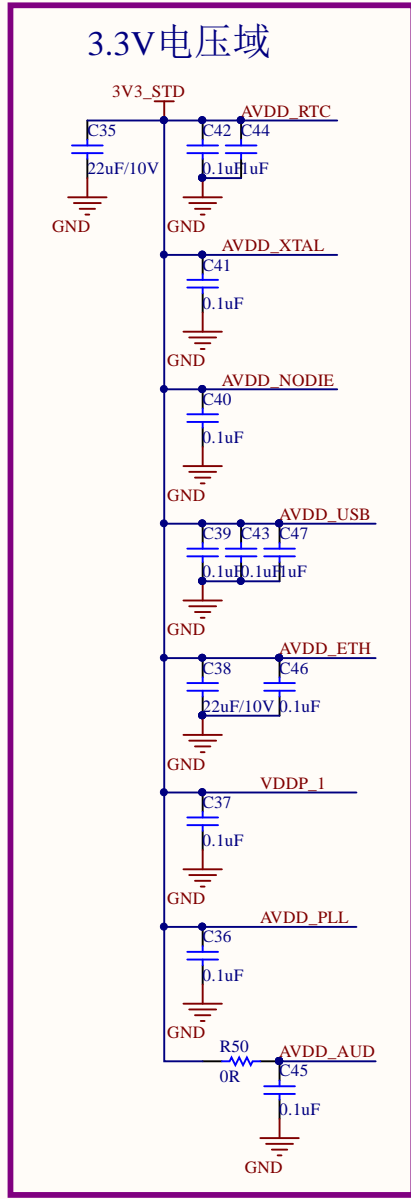 3.3V电压域
3V3_STD
AVDD_RTC
C35
C42
C44
22uF/10V
0.1uF
1uF
GND
GND
AVDD_XTAL
C41
0.1uF
GND
AVDD_NODIE
C40
0.1uF
GND
AVDD_USB
C39
C43
C47
0.1uF
0.1uF
1uF
GND
AVDD_ETH
C38
C46
22uF/10V
0.1uF
GND
VDDP_1
C37
0.1uF
GND
AVDD_PLL
C36
0.1uF
GND
R50
AVDD_AUD
0R
C45
0.1uF
GND